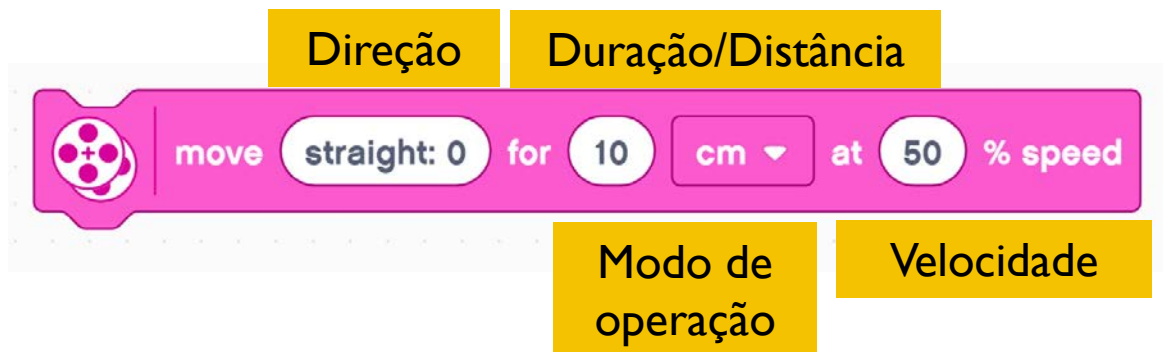 Direção
Duração/Distância
move straight: 0 for 10 cm at 50 % speed
Modo de
operação
Velocidade